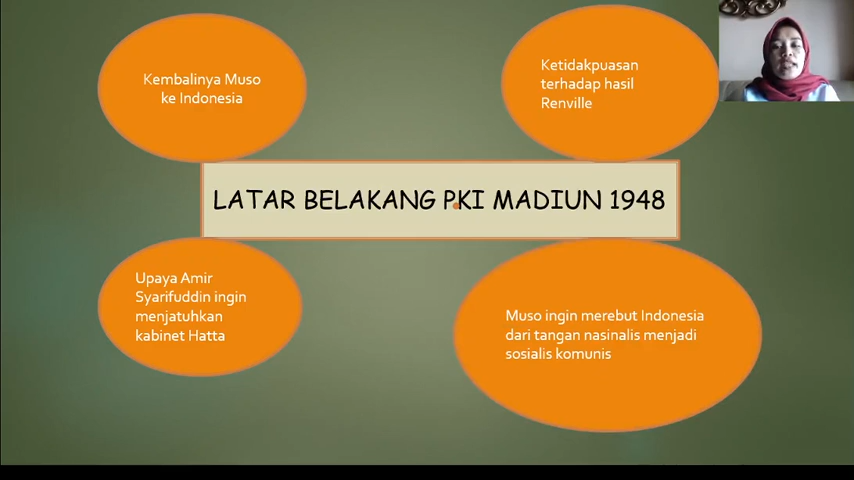 Kembalinya Muso
ke Indonesia
Ketidakpuasan
terhadap hasil
Renville
LATAR BELAKANG PKI MADIUN 1948
Upaya Amir
Syarifuddin ingin
menjatuhkan
kabinet Hatta
Muso ingin merebut Indonesia
dari tangan nasinalis menjadi
sosialis komunis